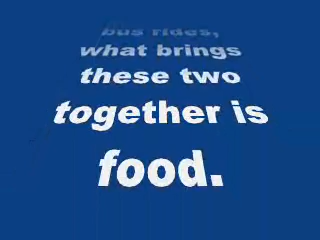 bus rides,
what brings
these two
together is
food.